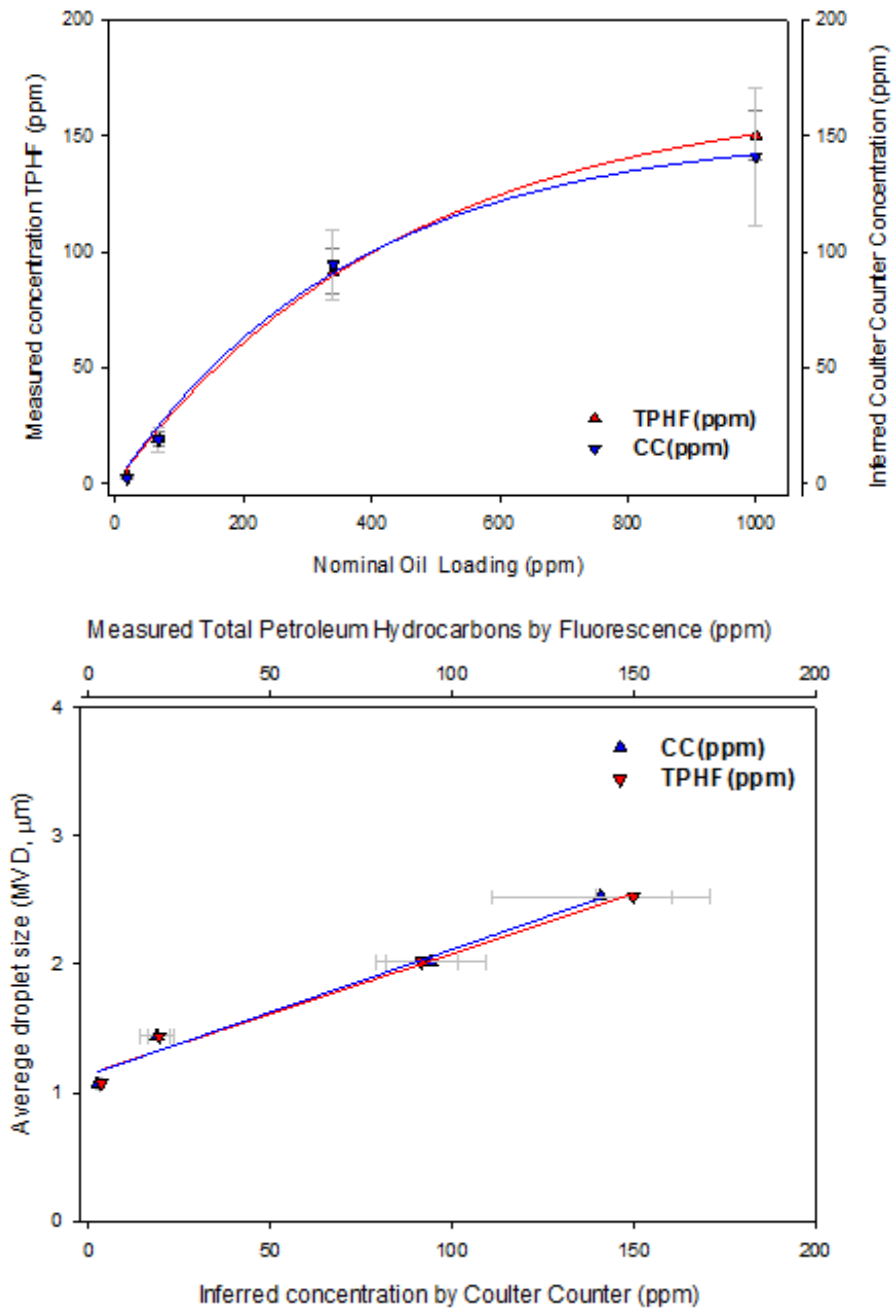 200
150
100
50
0
Measured concentration TPHF (ppm)
200
150
100
50
0
Inferred Coulter Counter Concentration (ppm)
TPHF(ppm)
CC(ppm)
0 200 400 600 800 1000
Nominal Oil Loading (ppm)
Measured Total Petroleum Hydrocarbons by Fluorescence (ppm)
0 50 100 150 200
4
3
2
1
0
Averege droplet size (MVD, μm)
CC(ppm)
TPHF(ppm)
0 50 100 150 200
Inferred concentration by Coulter Counter (ppm)